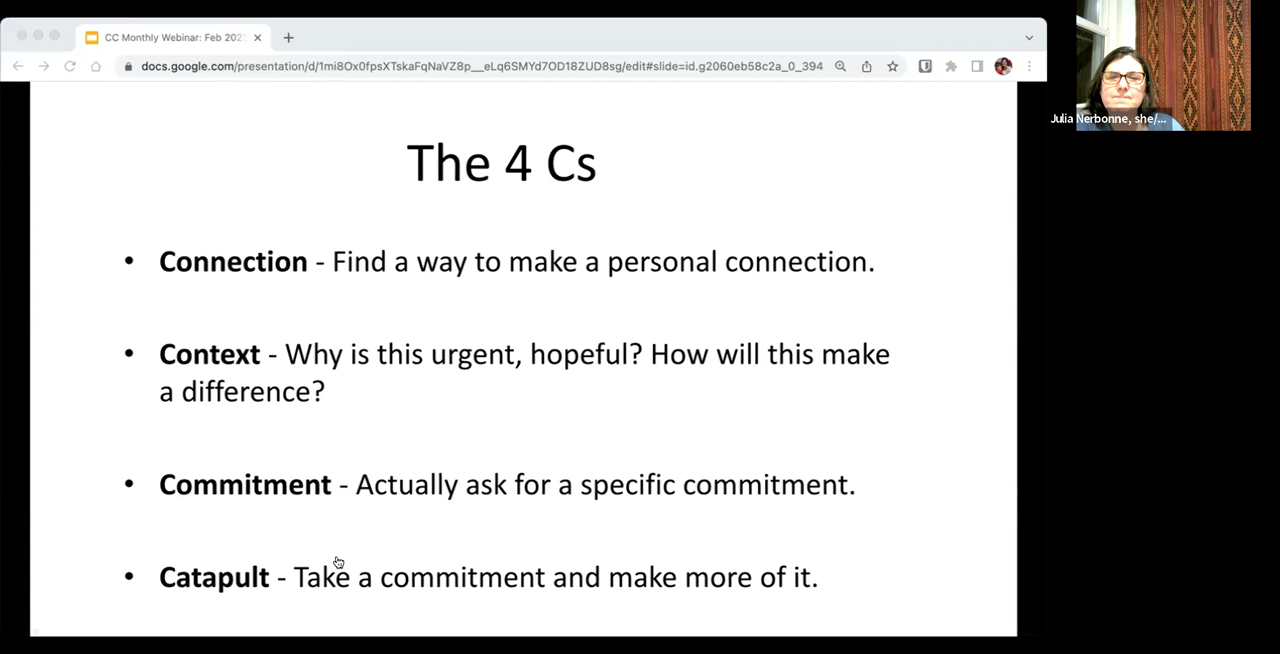 CC Monthly Webinar: Feb 202
docs.google.com/presentation/d/1mi8Ox0fpsXTskaFqNaVZ8p__eLq6SMYd7OD18ZUD8sg/edit#slide=id.g2060eb58c2a_0_394
Julia Nerbonne, she/...
The 4 Cs
• Connection - Find a way to make a personal connection.
• Context - Why is this urgent, hopeful? How will this make
a difference?
• Commitment - Actually ask for a specific commitment.
• Catapult - Take a commitment and make more of it.